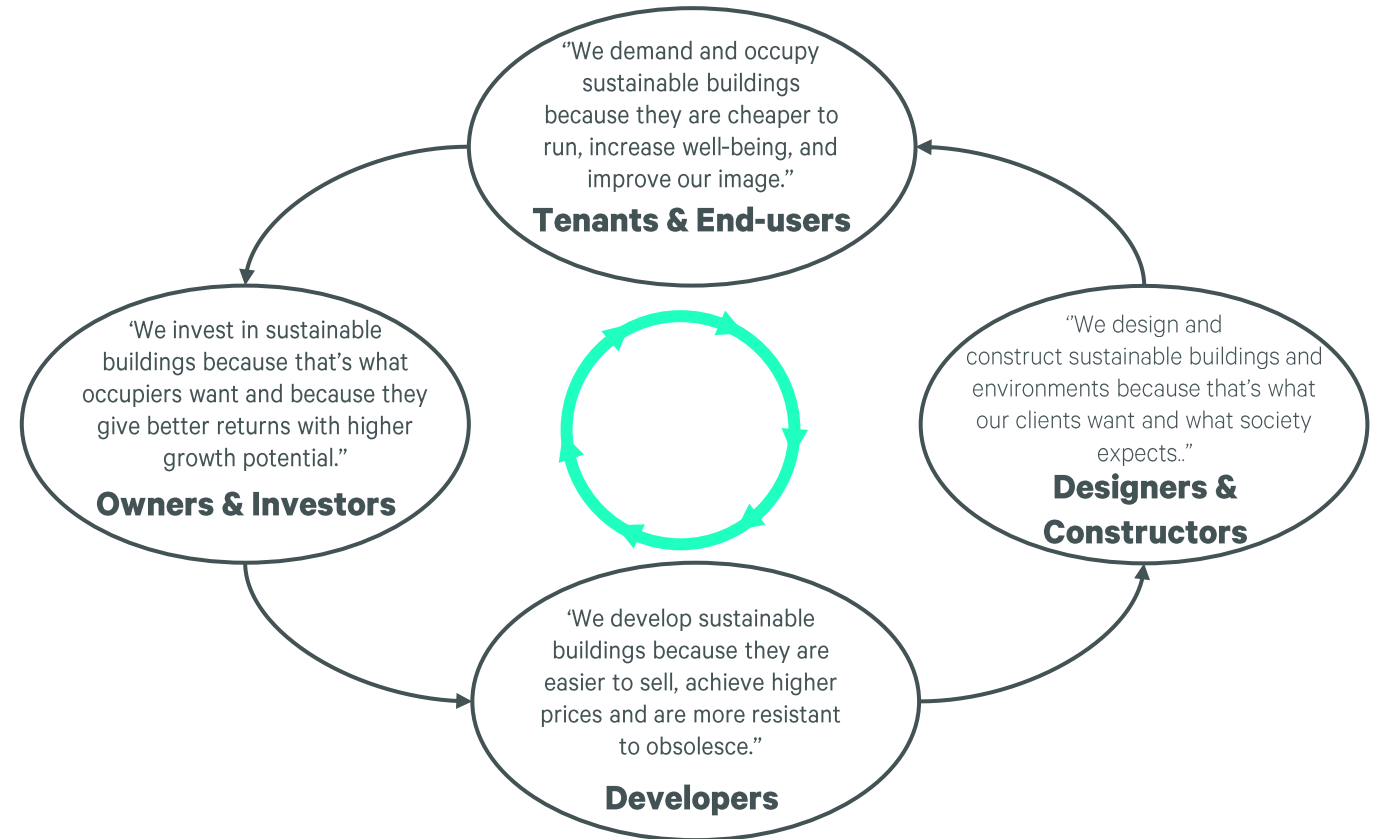 “We demand and occupy
sustainable buildings
because they are cheaper to
run, increase well-being, and
improve our image.”
Tenants & End-users
‘We invest in sustainable
buildings because that’s what
occupiers want and because they
give better returns with higher
growth potential.”
Owners & Investors
“We design and
construct sustainable buildings and
environments because that’s what
our clients want and what society
expects..”
Designers &
Constructors
‘We develop sustainable
buildings because they are
easier to sell, achieve higher
prices and are more resistant
to obsolesce.”
Developers